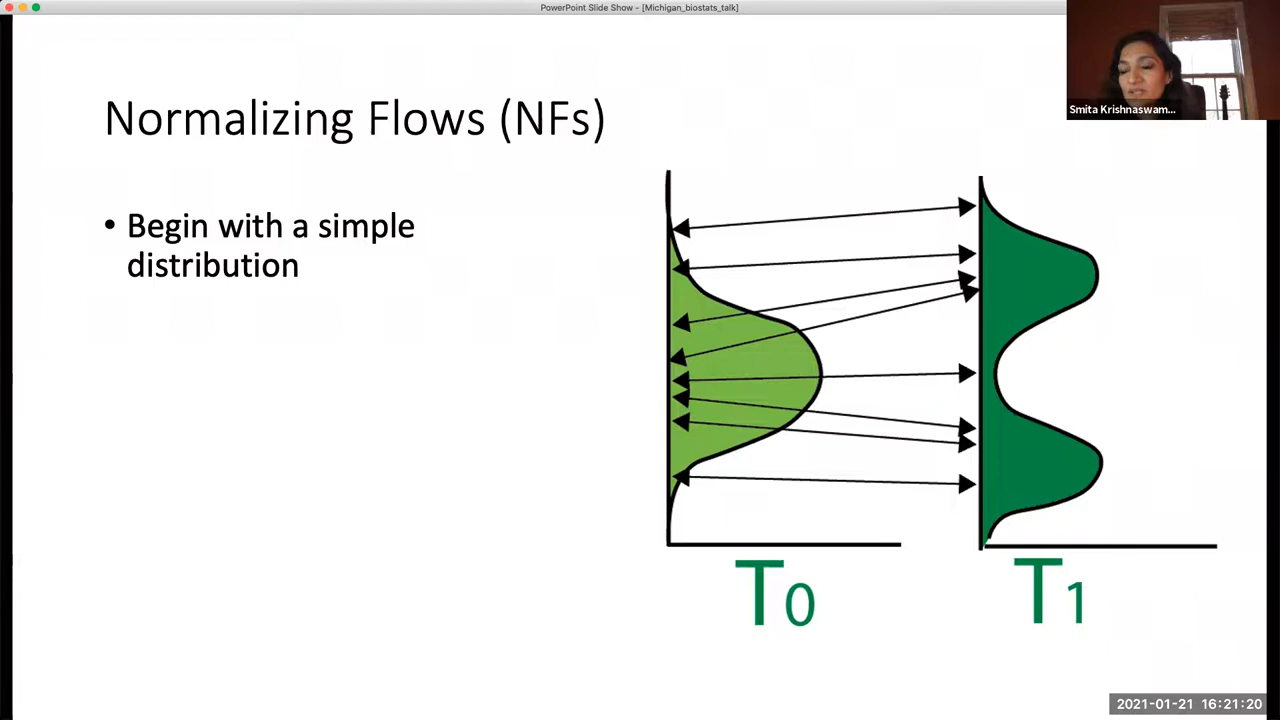 PowerPoint Slide Show - [Michigan_biostats_talk]
Smita Krishnaswam...
Normalizing Flows (NFs)
• Begin with a simple
distribution
T0
T1
2021-01-21 16:21:20